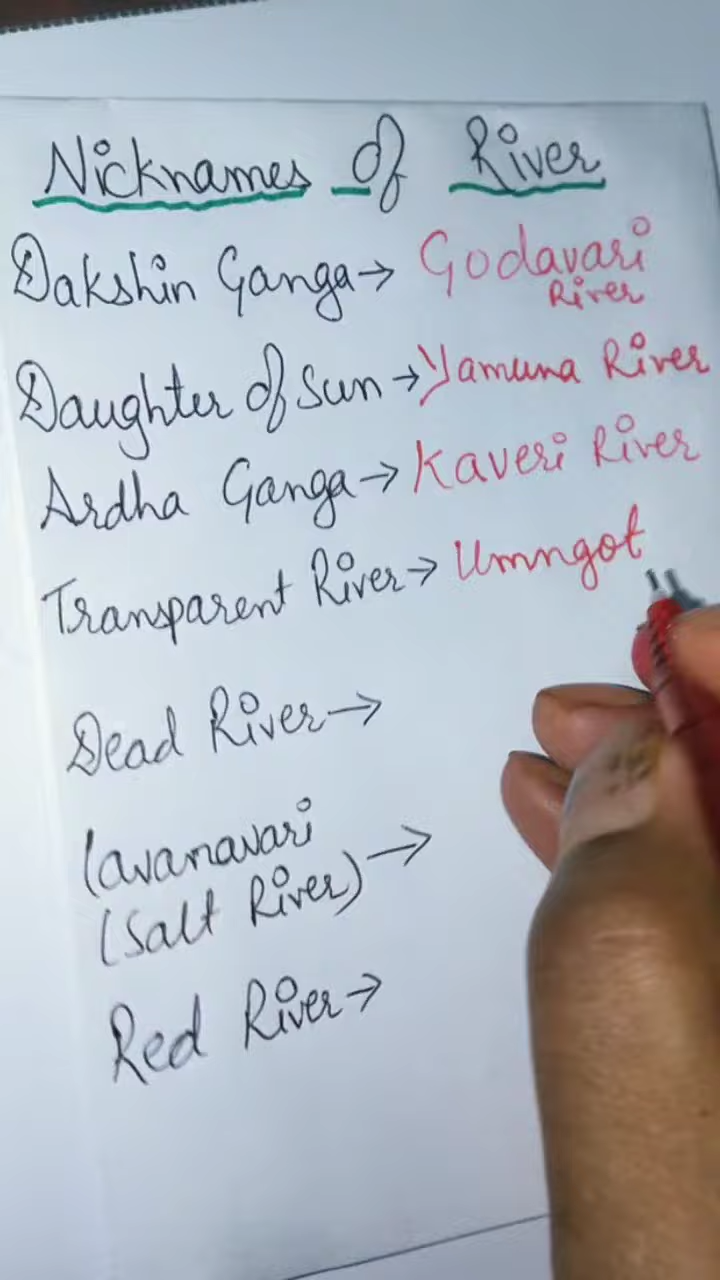 Nicknames of River
Dakshin Ganga → Godavari
River
Daughter of Sun → Yamuna River
Ardha Ganga → Kaveri River
Transparent River → Umngot
Dead River →
Lavanavari
(Salt River) →
Red River →